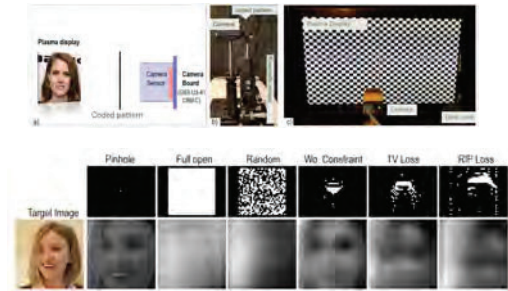 Plasma display
Camera
Sensor
Camera
Board
Coded pattern
a)
Coded pattern
Camera
b)
Plasma Display
Camera
c)
Pinhole
Full open
Random
Wo Constraint
TV Loss
RIP Loss
Target Image